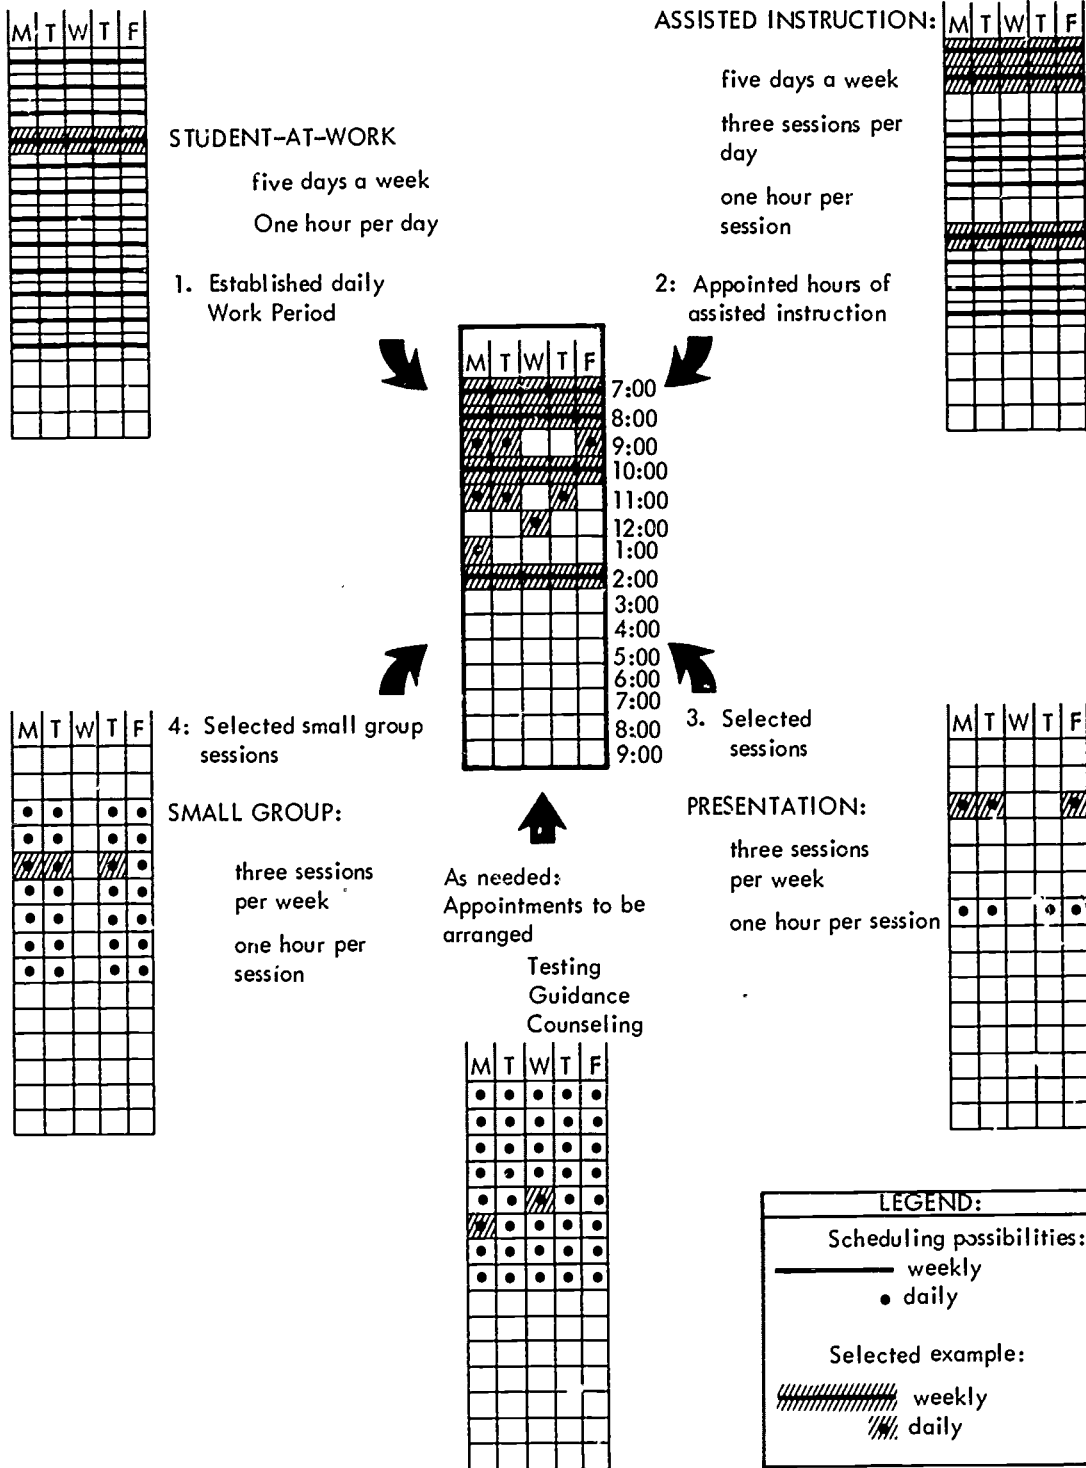 M T W T F
STUDENT-AT-WORK
five days a week
One hour per day
1. Established daily
Work Period
ASSISTED INSTRUCTION:
M T W T F
five days a week
three sessions per
day
one hour per
session
2: Appointed hours of
assisted instruction
M T W T F
7:00
8:00
9:00
10:00
11:00
12:00
1:00
2:00
3:00
4:00
5:00
6:00
7:00
8:00
9:00
M T W T F
4: Selected small group
sessions
SMALL GROUP:
three sessions
per week
one hour per
session
3. Selected
sessions
PRESENTATION:
three sessions
per week
one hour per session
M T W T F
As needed:
Appointments to be
arranged
Testing
Guidance
Counseling
M T W T F
LEGEND:
Scheduling possibilities:
weekly
daily
Selected example:
weekly
daily